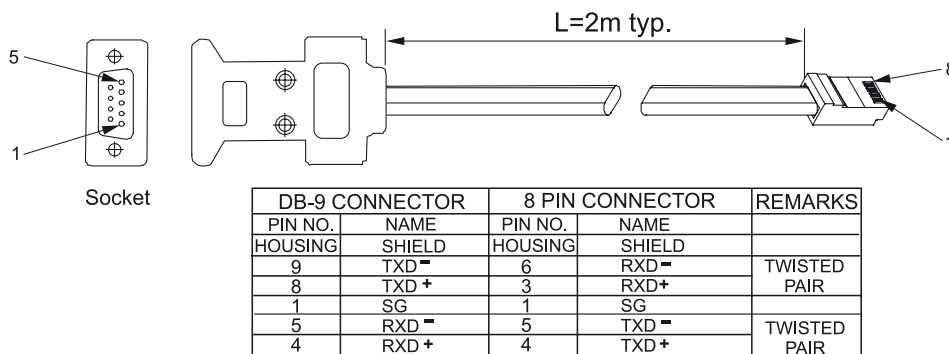 L=2m typ.
5
1
8
1
Socket
DB-9 CONNECTOR 8 PIN CONNECTOR REMARKS
PIN NO. NAME PIN NO. NAME
HOUSING SHIELD HOUSING SHIELD
9 TXD- 6 RXD- TWISTED
8 TXD+ 3 RXD+ PAIR
1 SG 1 SG
5 RXD- 5 TXD- TWISTED
4 RXD+ 4 TXD+ PAIR